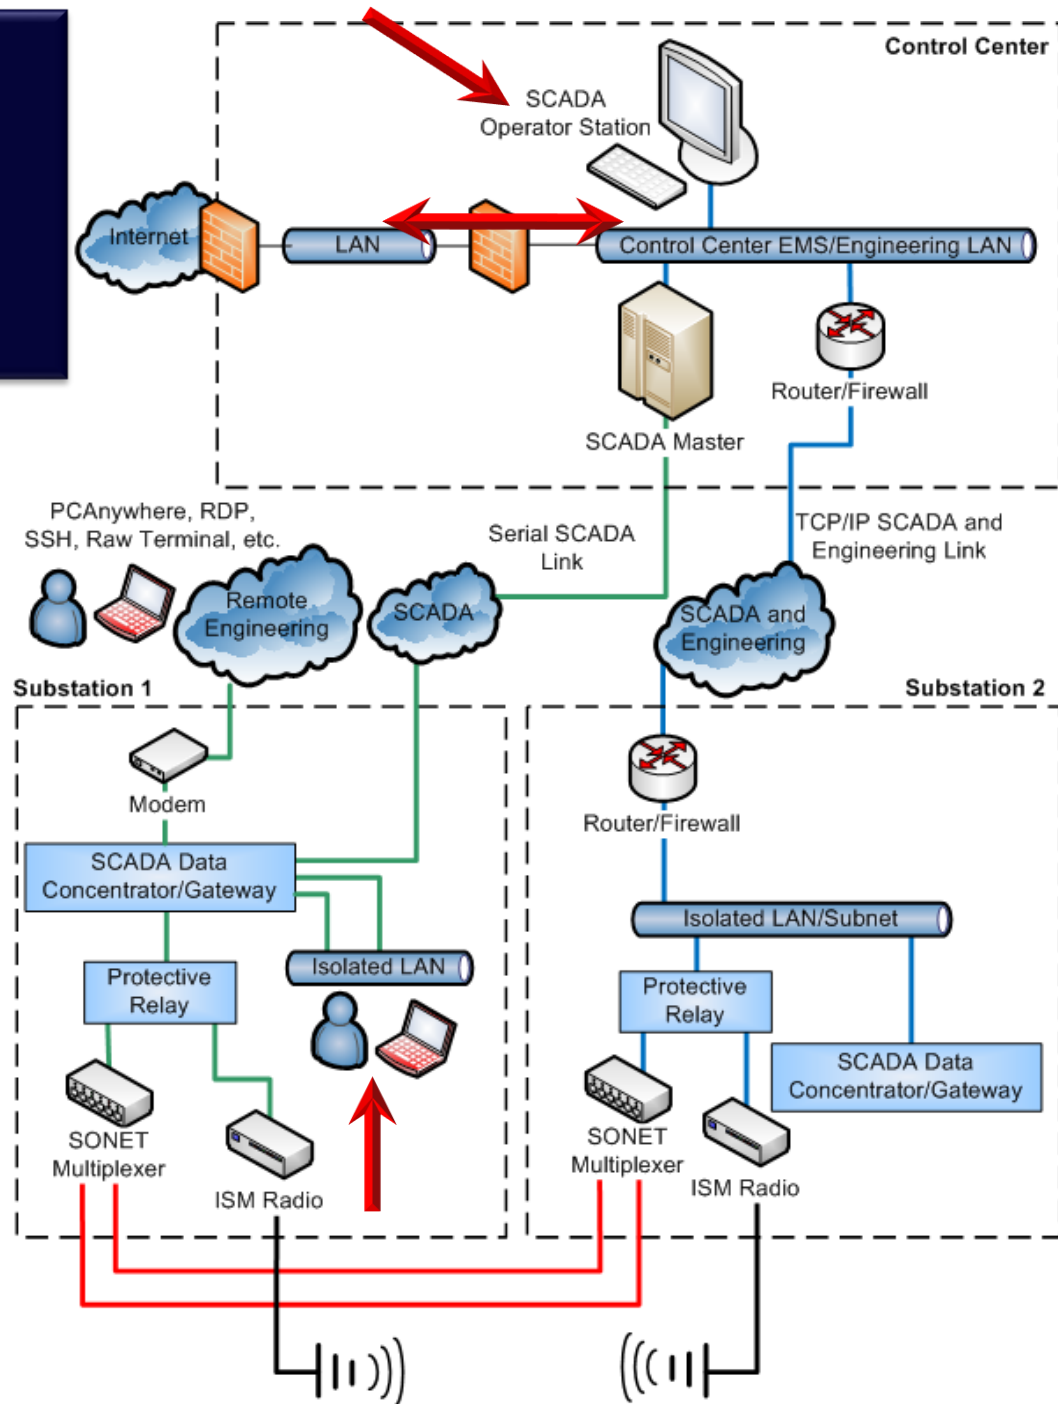 Control Center
SCADA
Operator Station
Internet
LAN
Control Center EMS/Engineering LAN
Router/Firewall
SCADA Master
PCAnywhere, RDP,
SSH, Raw Terminal, etc.
Serial SCADA
Link
TCP/IP SCADA and
Engineering Link
Remote
Engineering
SCADA
SCADA and
Engineering
Substation 1
Substation 2
Modem
Router/Firewall
SCADA Data
Concentrator/Gateway
Isolated LAN/Subnet
Isolated LAN
Protective
Relay
Protective
Relay
SCADA Data
Concentrator/Gateway
SONET
Multiplexer
ISM Radio
SONET
Multiplexer
ISM Radio